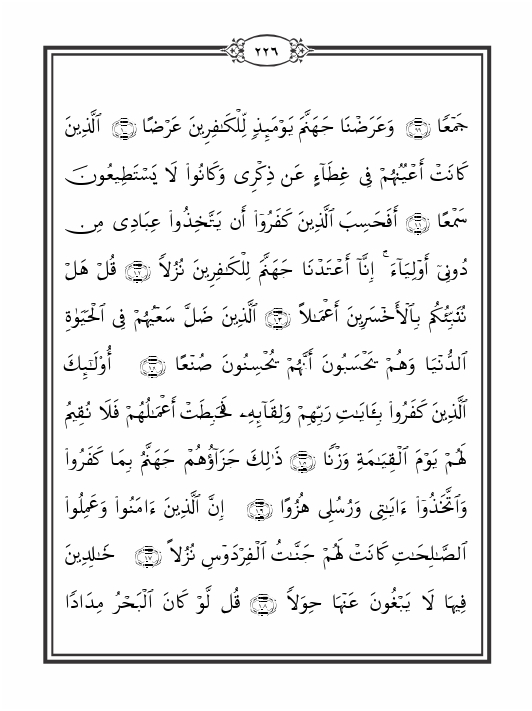 ٢٢٦
جَمْعًا ۝٩٩ وَعَرَضْنَا جَهَنَّمَ يَوْمَئِذٍ لِّلْكَٰفِرِينَ عَرْضًا ۝١٠٠ ٱلَّذِينَ
كَانَتْ أَعْيُنُهُمْ فِى غِطَآءٍ عَن ذِكْرِى وَكَانُوا۟ لَا يَسْتَطِيعُونَ
سَمْعًا ۝١٠١ أَفَحَسِبَ ٱلَّذِينَ كَفَرُوٓا۟ أَن يَتَّخِذُوا۟ عِبَادِى مِن
دُونِىٓ أَوْلِيَآءَ ۚ إِنَّآ أَعْتَدْنَا جَهَنَّمَ لِلْكَٰفِرِينَ نُزُلًا ۝١٠٢ قُلْ هَلْ
نُنَبِّئُكُم بِٱلْأَخْسَرِينَ أَعْمَٰلًا ۝١٠٣ ٱلَّذِينَ ضَلَّ سَعْيُهُمْ فِى ٱلْحَيَوٰةِ
ٱلدُّنْيَا وَهُمْ يَحْسَبُونَ أَنَّهُمْ يُحْسِنُونَ صُنْعًا ۝١٠٤ أُو۟لَٰٓئِكَ
ٱلَّذِينَ كَفَرُوا۟ بِـَٔايَٰتِ رَبِّهِمْ وَلِقَآئِهِۦ فَحَبِطَتْ أَعْمَٰلُهُمْ فَلَا نُقِيمُ
لَهُمْ يَوْمَ ٱلْقِيَٰمَةِ وَزْنًا ۝١٠٥ ذَٰلِكَ جَزَآؤُهُمْ جَهَنَّمُ بِمَا كَفَرُوا۟
وَٱتَّخَذُوٓا۟ ءَايَٰتِى وَرُسُلِى هُزُوًا ۝١٠٦ إِنَّ ٱلَّذِينَ ءَامَنُوا۟ وَعَمِلُوا۟
ٱلصَّٰلِحَٰتِ كَانَتْ لَهُمْ جَنَّٰتُ ٱلْفِرْدَوْسِ نُزُلًا ۝١٠٧ خَٰلِدِينَ
فِيهَا لَا يَبْغُونَ عَنْهَا حِوَلًا ۝١٠٨ قُل لَّوْ كَانَ ٱلْبَحْرُ مِدَادًا